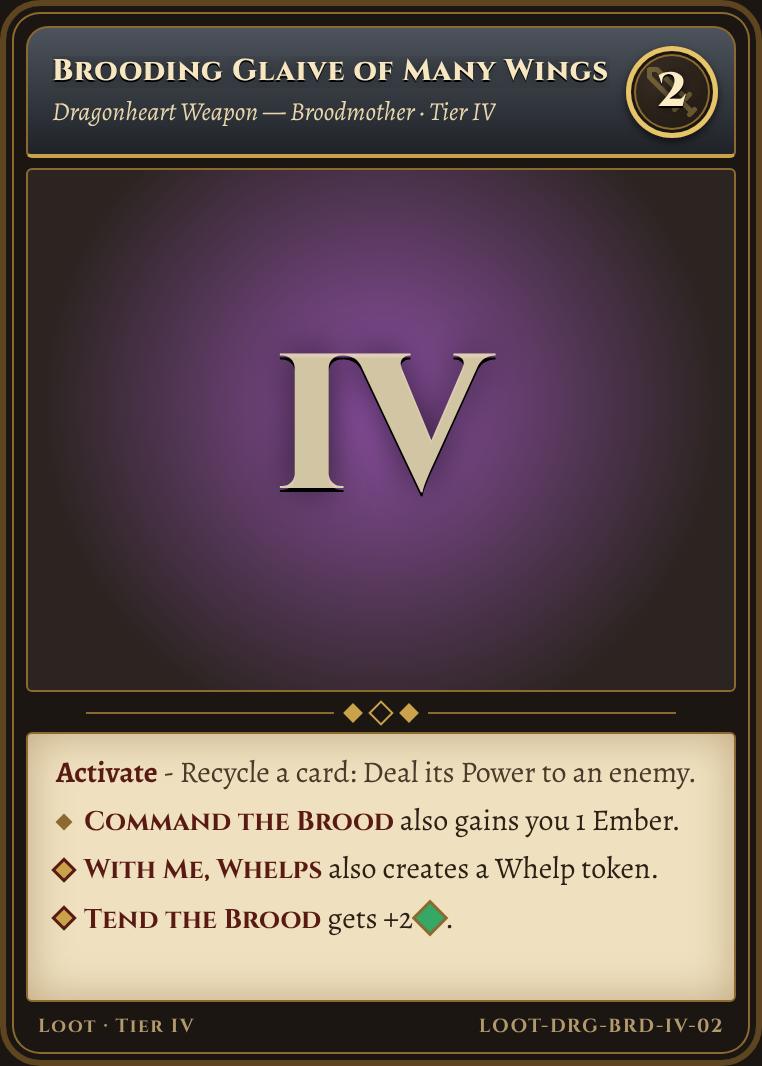 Brooding Glaive of Many Wings
2
Dragonheart Weapon — Broodmother · Tier IV
IV
Activate - Recycle a card: Deal its Power to an enemy.
Command the Brood also gains you 1 Ember.
With Me, Whelps also creates a Whelp token.
Tend the Brood gets +2.
Loot · Tier IV
LOOT-DRG-BRD-IV-02